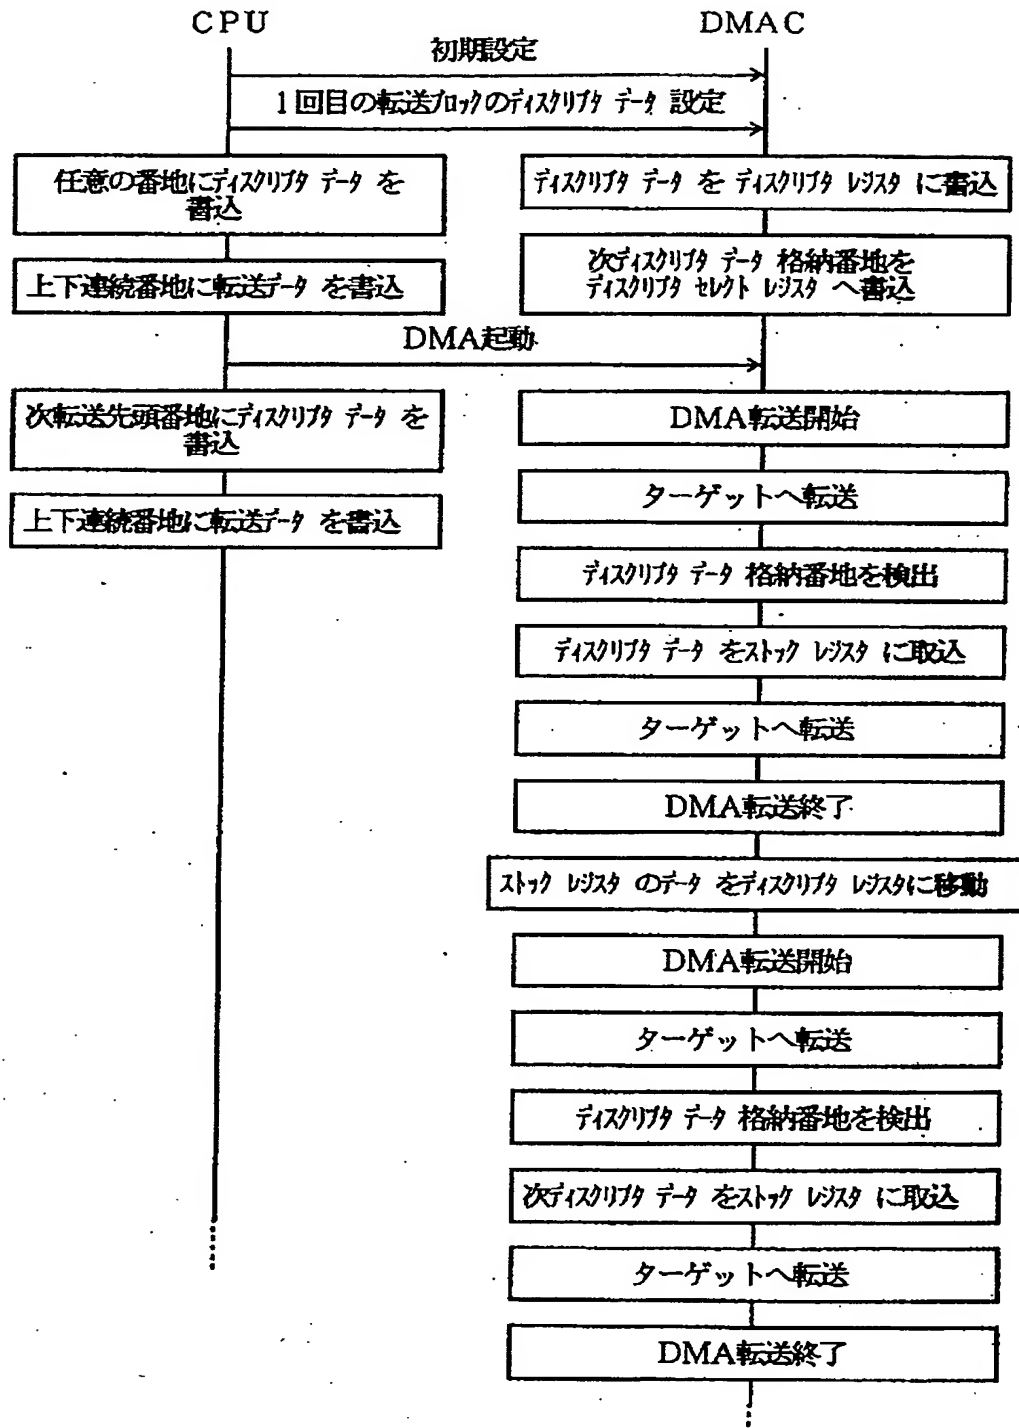 CPU
DMAC
初期設定
1回目の転送ブロックのディスクリプタ データ 設定
任意の番地にディスクリプタ データ を
書込
ディスクリプタ データ を ディスクリプタ レジスタ に書込
上下連続番地に転送データ を書込
次ディスクリプタ データ 格納番地を
ディスクリプタ セレクト レジスタ へ書込
DMA起動
次転送先頭番地にディスクリプタ データ を
書込
DMA転送開始
上下連続番地に転送データ を書込
ターゲットへ転送
ディスクリプタ データ 格納番地を検出
ディスクリプタ データ をストック レジスタ に取込
ターゲットへ転送
DMA転送終了
ストック レジスタ のデータ をディスクリプタ レジスタに移動
DMA転送開始
ターゲットへ転送
ディスクリプタ データ 格納番地を検出
次ディスクリプタ データ をストック レジスタ に取込
ターゲットへ転送
DMA転送終了